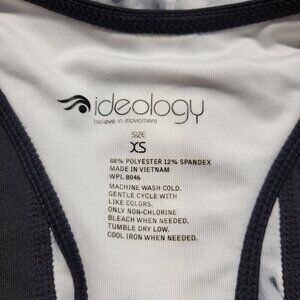 ideology
believe in movement
SIZE
XS
88% POLYESTER 12% SPANDEX
MADE IN VIETNAM
WPL 8046
MACHINE WASH COLD.
GENTLE CYCLE WITH
LIKE COLORS.
ONLY NON-CHLORINE
BLEACH WHEN NEEDED.
TUMBLE DRY LOW.
COOL IRON WHEN NEEDED.